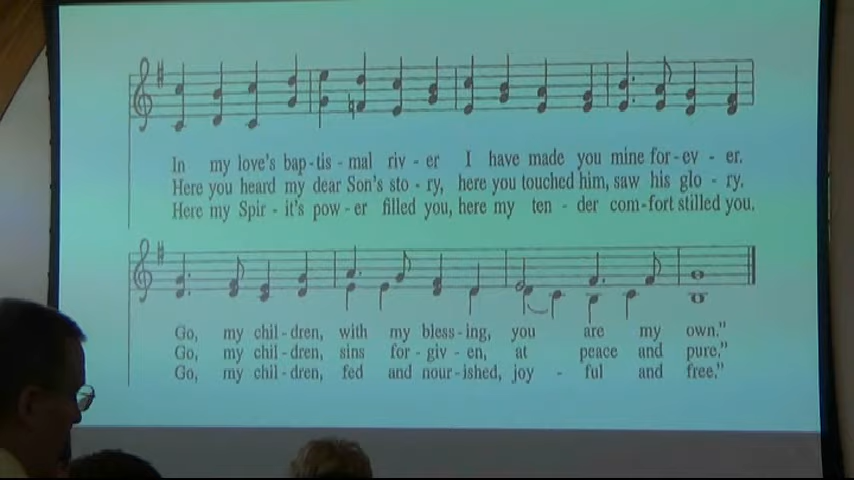 In my love's bap-tis - mal riv - er I have made you mine for-ev - er.
Here you heard my dear Son's sto - ry, here you touched him, saw his glo - ry.
Here my Spir - it's pow-er filled you, here my ten - der com-fort stilled you.
Go, my chil-dren, with my bless-ing, you are my own."
Go, my chil-dren, sins for-giv-en, at peace and pure."
Go, my chil-dren, fed and nour-ished, joy - ful and free."